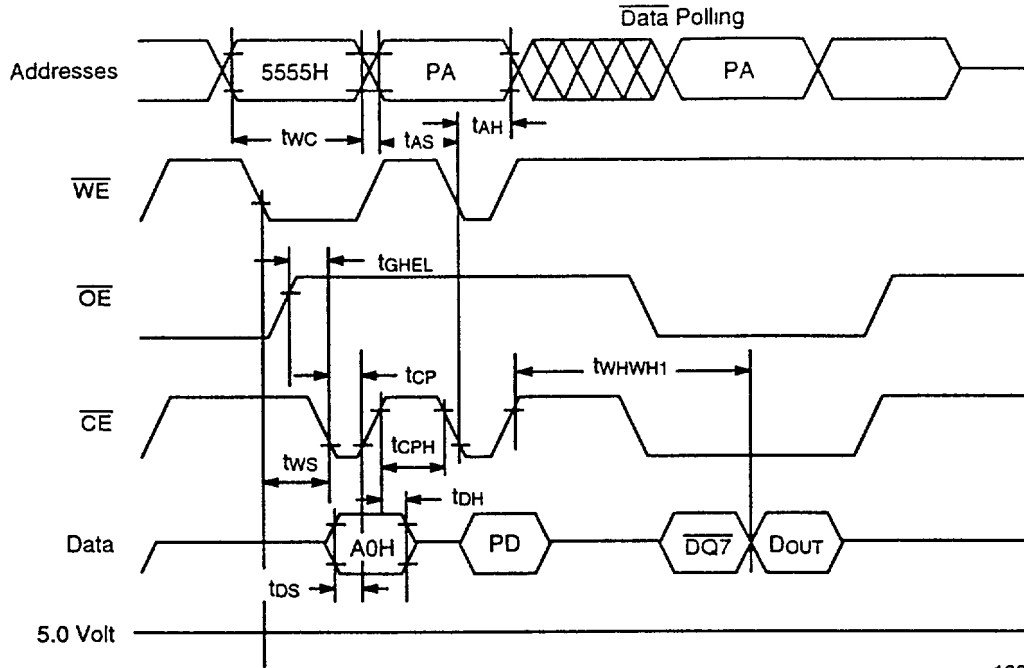 Data Polling
Addresses
5555H
PA
PA
tAH
tWC
tAS
WE
tGHEL
OE
tWHWH1
tCP
CE
tCPH
tWS
tDH
Data
A0H
PD
DQ7
DOUT
tDS
5.0 Volt